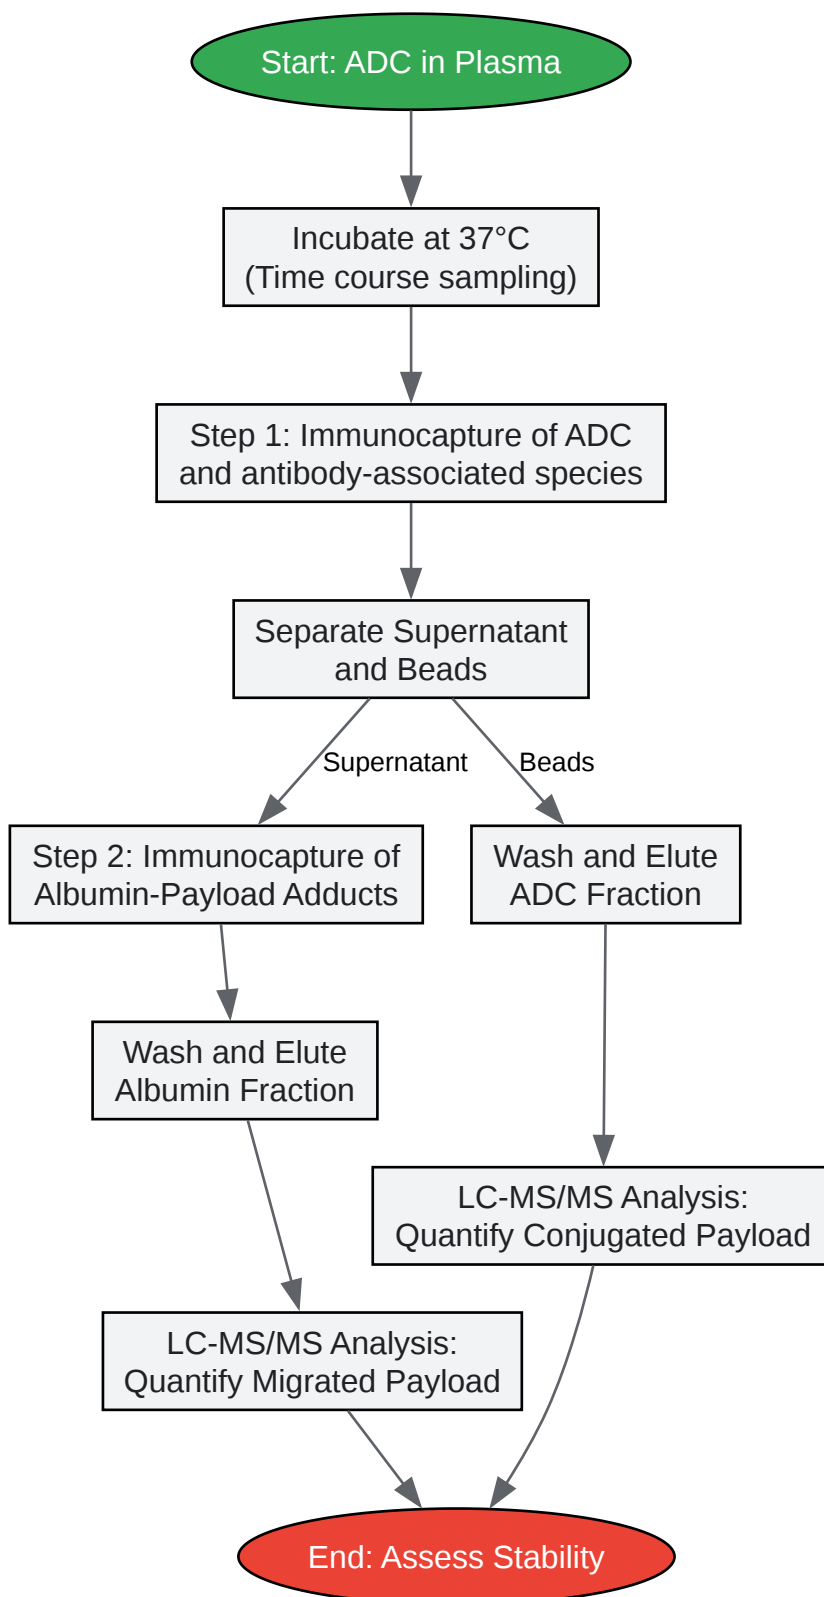 Start: ADC in Plasma
Incubate at 37°C
(Time course sampling)
Step 1: Immunocapture of ADC
and antibody-associated species
Separate Supernatant
and Beads
Supernatant
Beads
Step 2: Immunocapture of
Albumin-Payload Adducts
Wash and Elute
ADC Fraction
Wash and Elute
Albumin Fraction
LC-MS/MS Analysis:
Quantify Conjugated Payload
LC-MS/MS Analysis:
Quantify Migrated Payload
End: Assess Stability